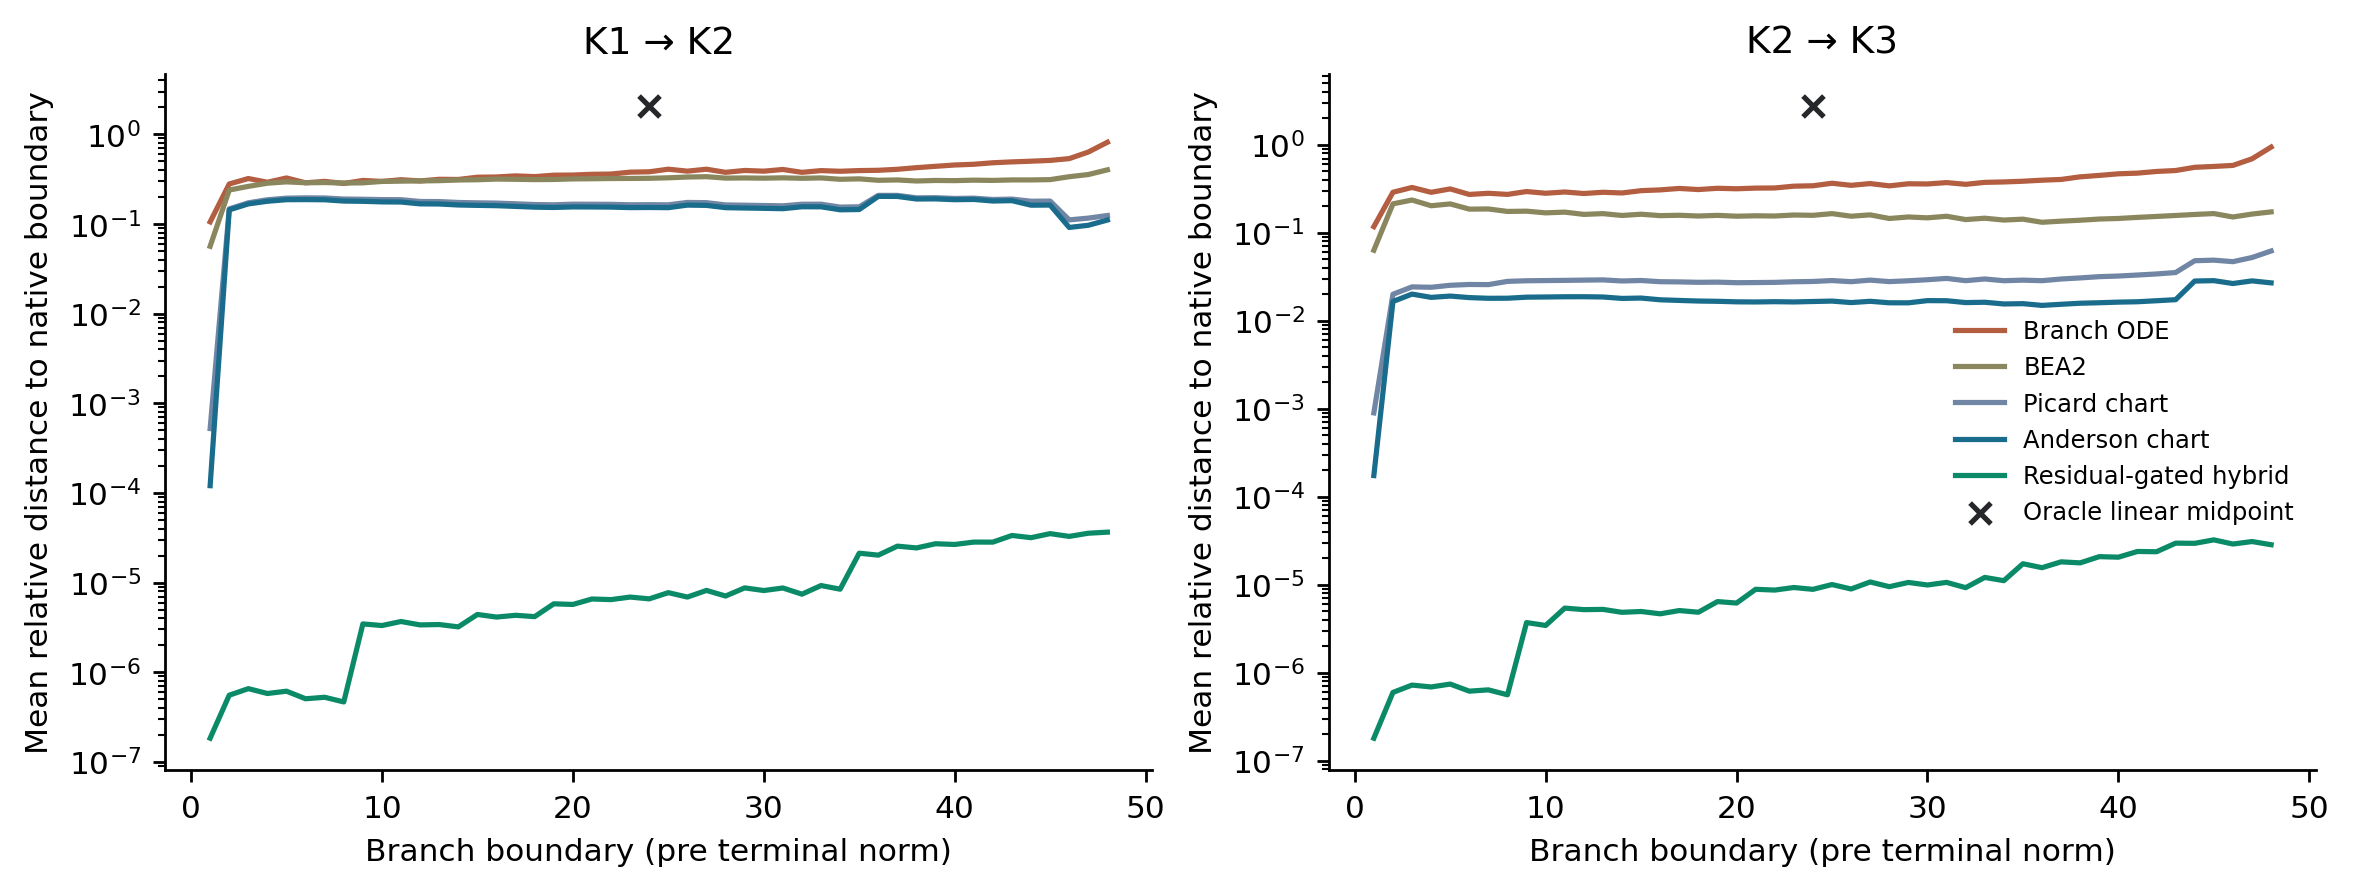 K1 → K2
Mean relative distance to native boundary
10⁰
10⁻¹
10⁻²
10⁻³
10⁻⁴
10⁻⁵
10⁻⁶
10⁻⁷
0 10 20 30 40 50
Branch boundary (pre terminal norm)
K2 → K3
Mean relative distance to native boundary
10⁰
10⁻¹
10⁻²
10⁻³
10⁻⁴
10⁻⁵
10⁻⁶
10⁻⁷
Branch ODE
BEA2
Picard chart
Anderson chart
Residual-gated hybrid
Oracle linear midpoint
0 10 20 30 40 50
Branch boundary (pre terminal norm)